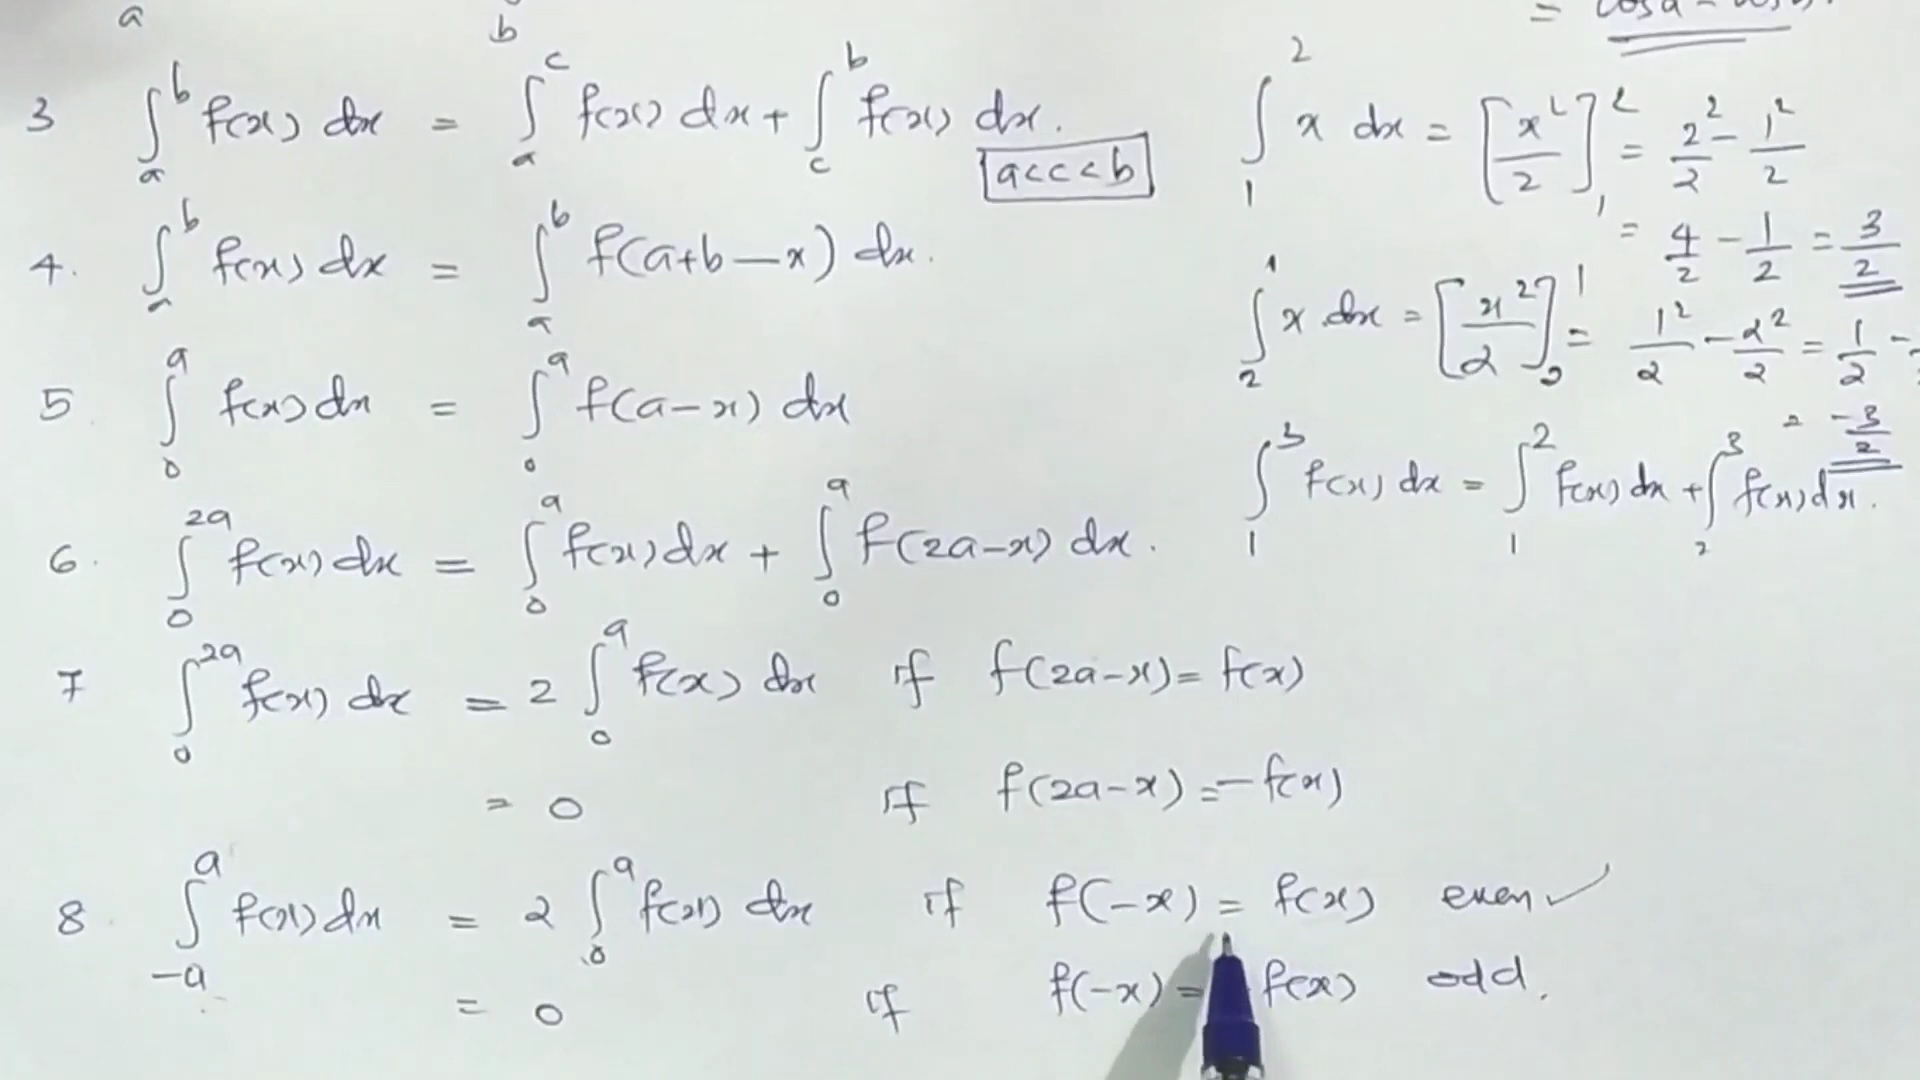 a b
3 ∫_a^b f(x) dx = ∫_a^c f(x) dx + ∫_c^b f(x) dx.
a<c<b
4. ∫_a^b f(x) dx = ∫_a^b f(a+b−x) dx.
5 ∫_0^a f(x) dx = ∫_0^a f(a−x) dx
6. ∫_0^{2a} f(x) dx = ∫_0^a f(x) dx + ∫_0^a f(2a−x) dx.
7 ∫_0^{2a} f(x) dx = 2 ∫_0^a f(x) dx if f(2a−x) = f(x)
= 0 if f(2a−x) = −f(x)
8. ∫_{−a}^a f(x) dx = 2 ∫_0^a f(x) dx if f(−x) = f(x) even ✓
= 0 if f(−x) = f(x) odd.
∫_1^2 x dx = [x²/2]_1^2 = 2²/2 − 1²/2
= 4/2 − 1/2 = 3/2
∫_2^1 x dx = [x²/2]_2^1 = 1²/2 − 2²/2 = 1/2 −
= −3/2
∫_1^3 f(x) dx = ∫_1^2 f(x) dx + ∫_2^3 f(x) dx.